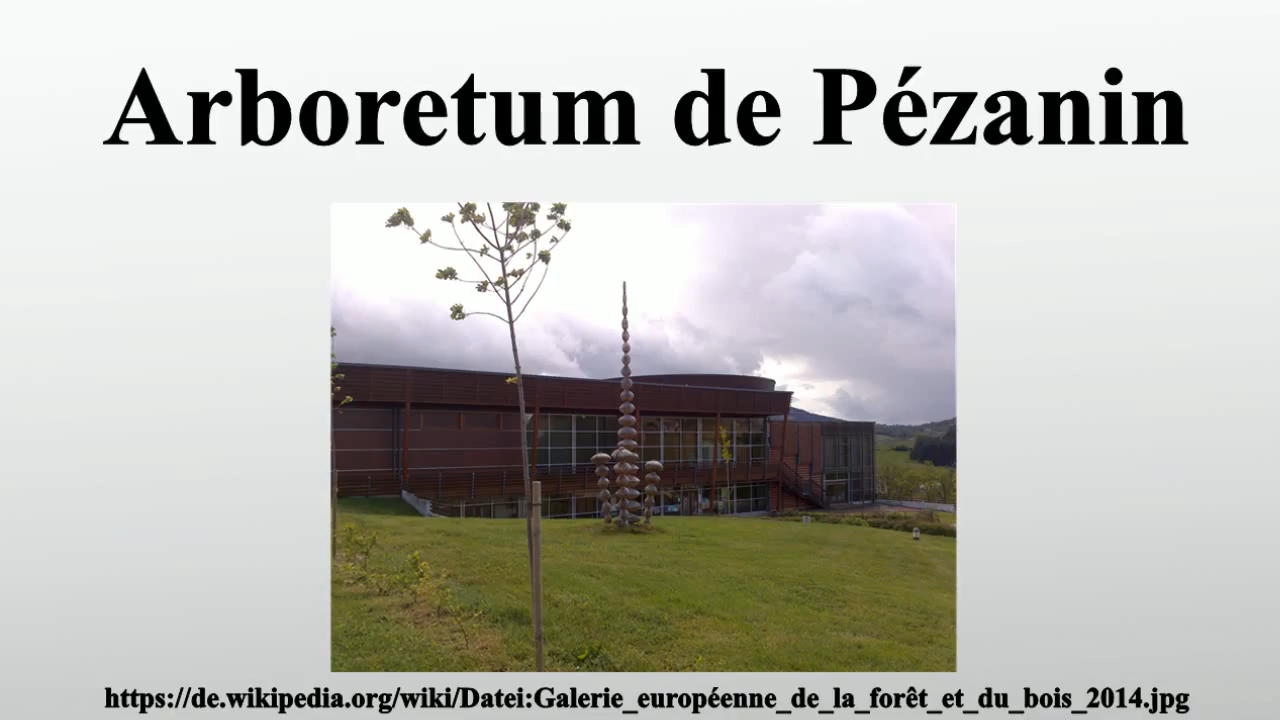 Arboretum de Pézanin
https://de.wikipedia.org/wiki/Datei:Galerie_européenne_de_la_forêt_et_du_bois_2014.jpg